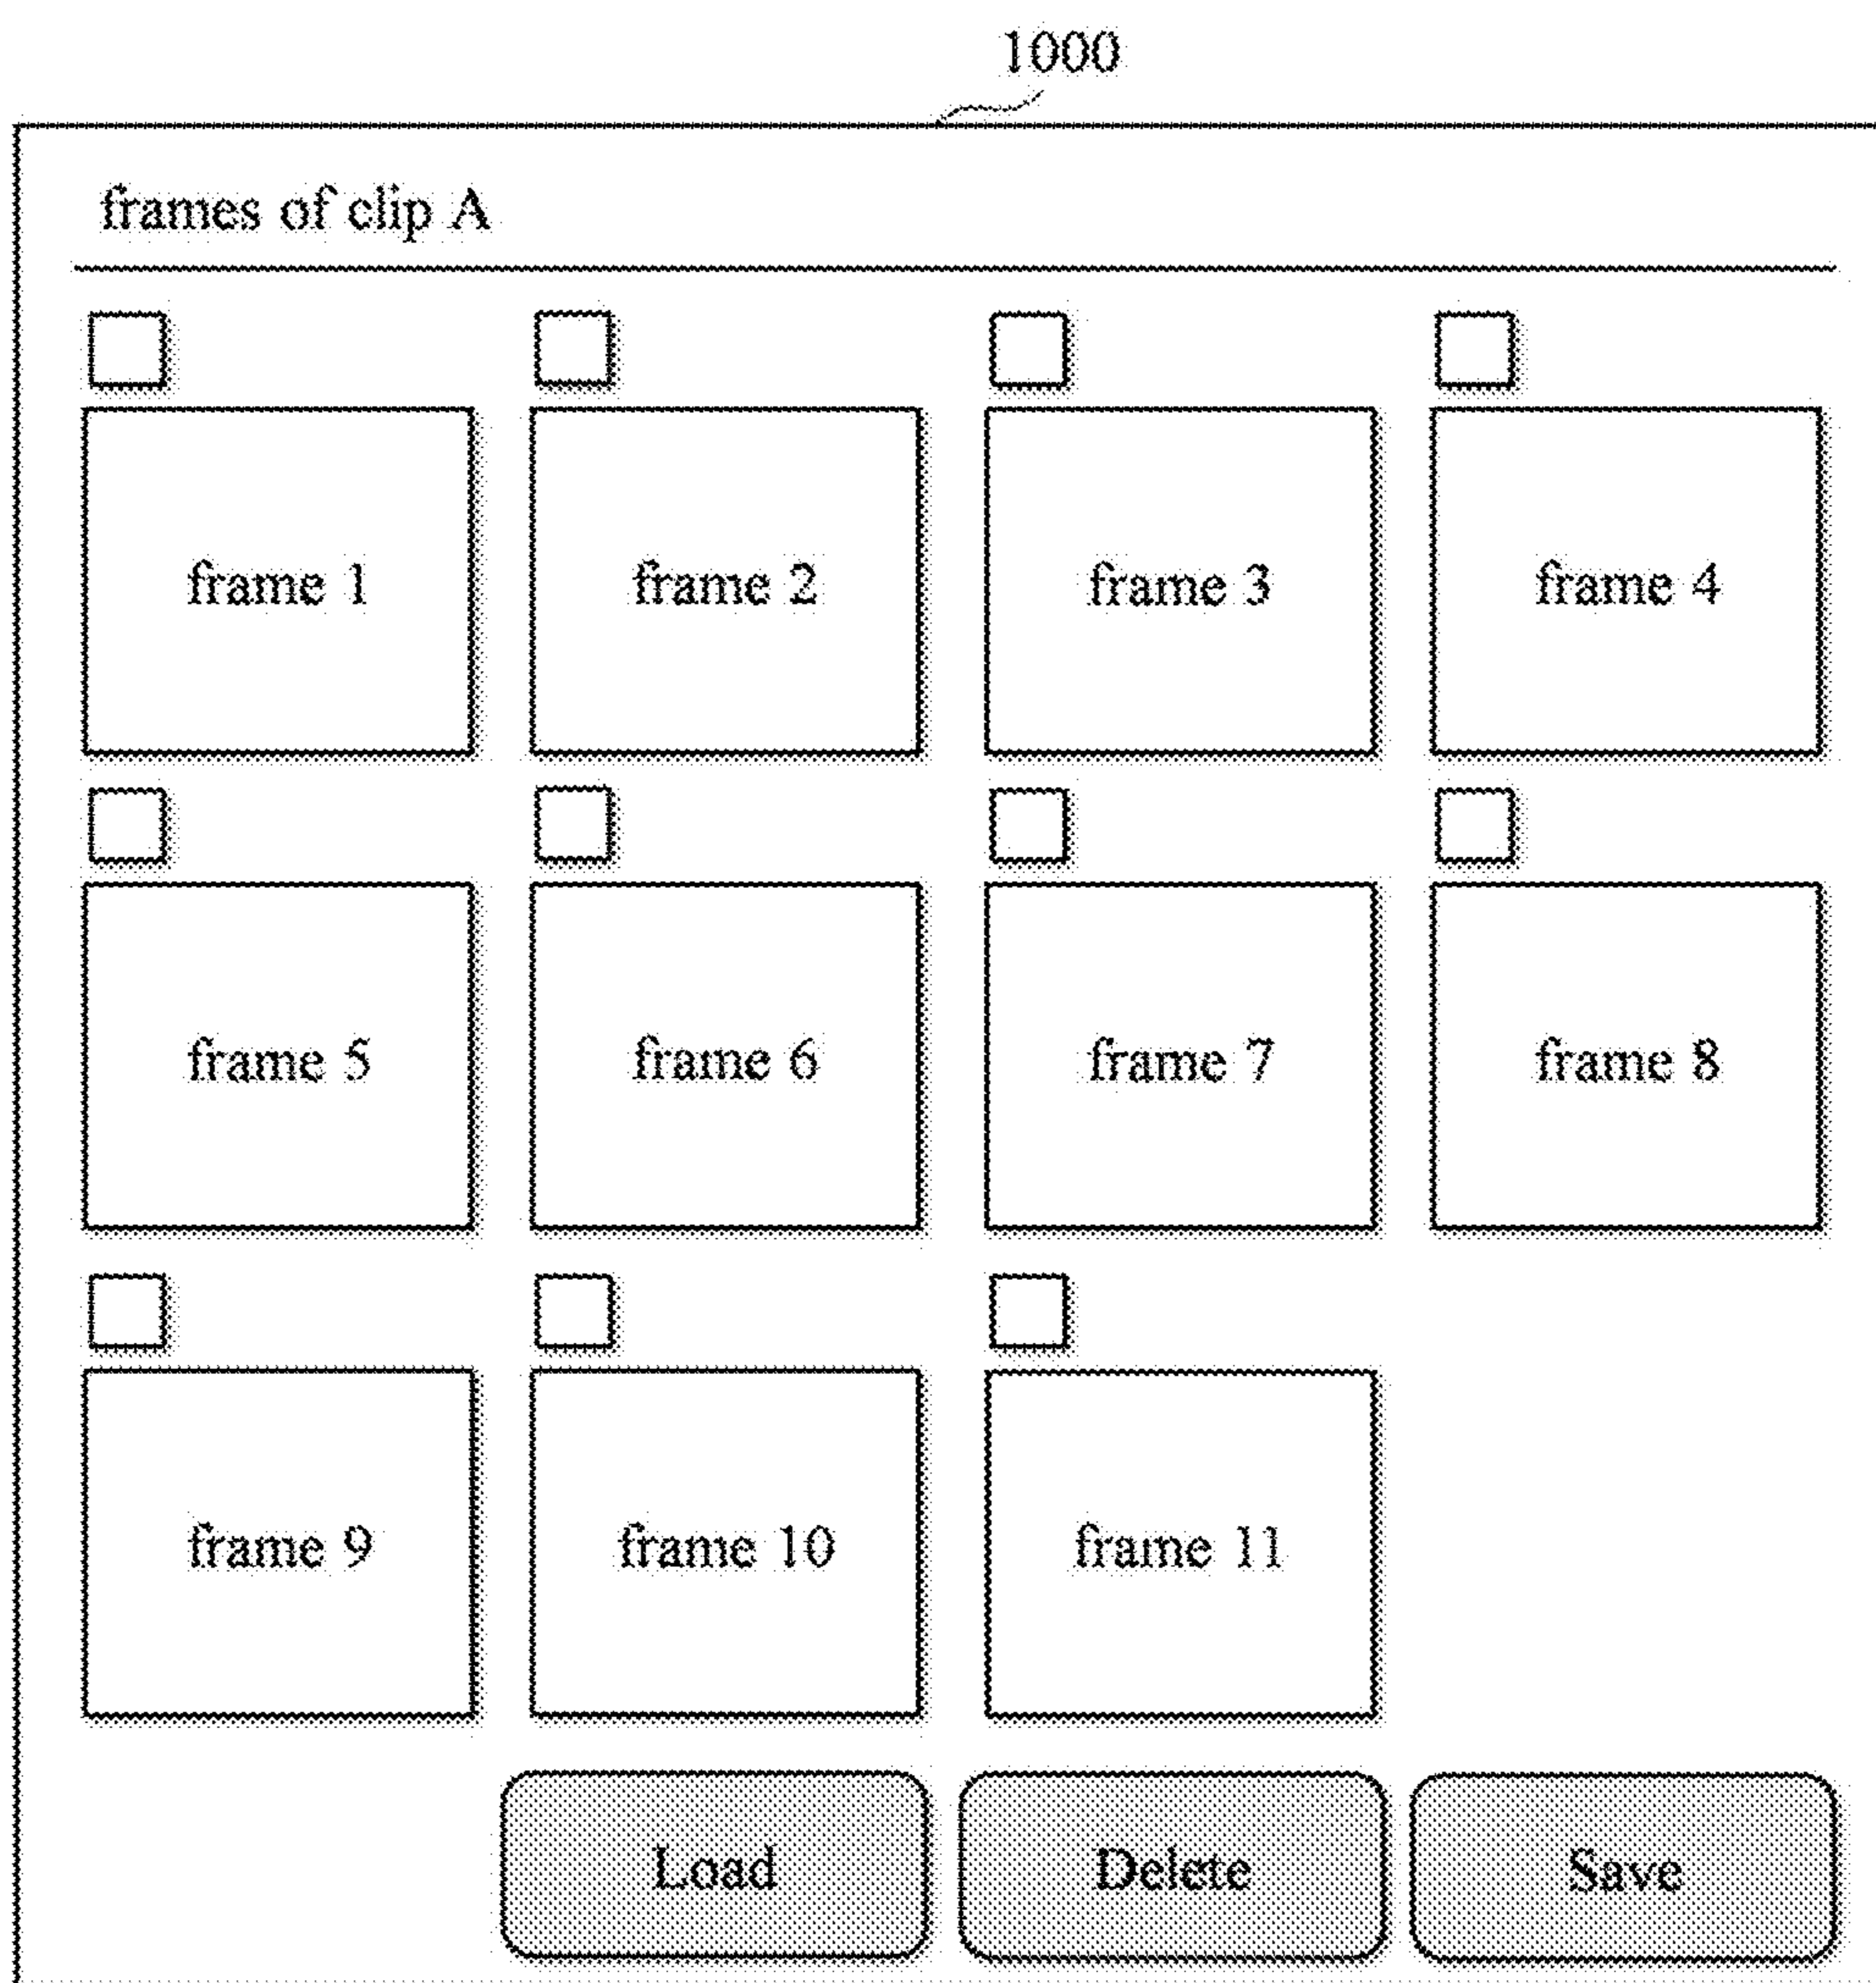 1000
frames of clip A
frame 1 frame 2 frame 3 frame 4
frame 5 frame 6 frame 7 frame 8
frame 9 frame 10 frame 11
Load Delete Save